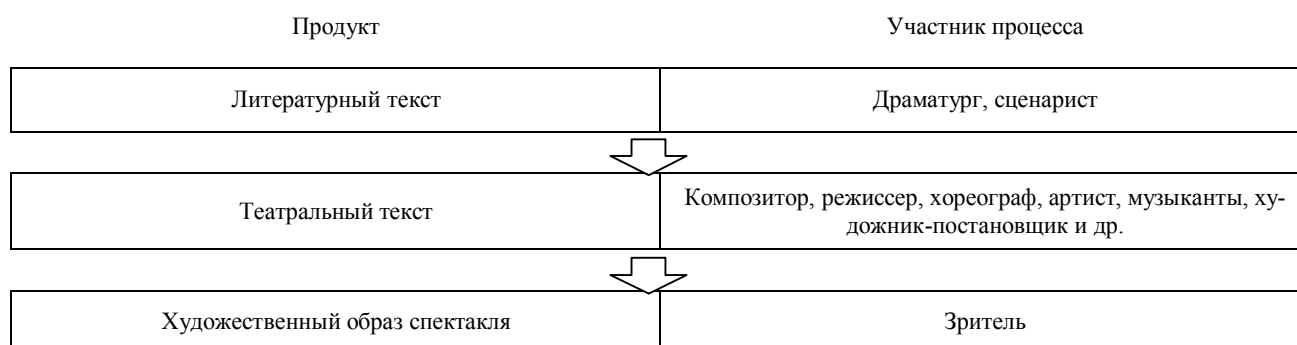 Продукт Участник процесса
Литературный текст Драматург, сценарист
Театральный текст
Композитор, режиссер, хореограф, артист, музыканты, ху-
дожник-постановщик и др.
Художественный образ спектакля Зритель